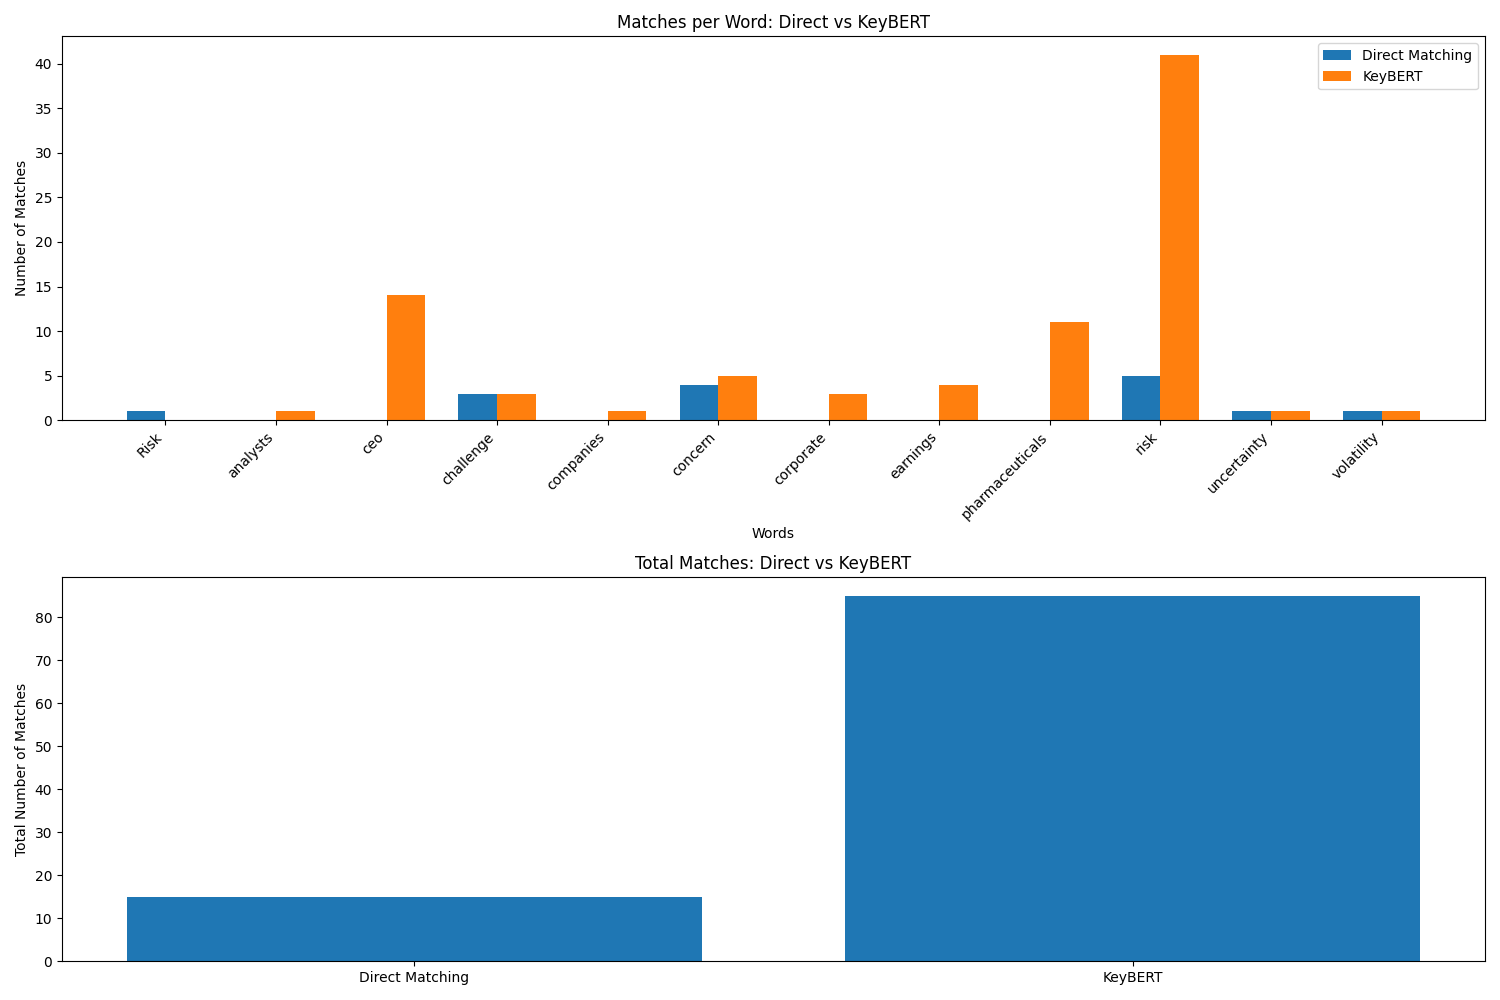 Matches per Word: Direct vs KeyBERT
Direct Matching
KeyBERT
Number of Matches
40
35
30
25
20
15
10
5
0
Risk
analysts
ceo
challenge
companies
concern
corporate
earnings
pharmaceuticals
risk
uncertainty
volatility
Words
Total Matches: Direct vs KeyBERT
Total Number of Matches
80
70
60
50
40
30
20
10
0
Direct Matching
KeyBERT